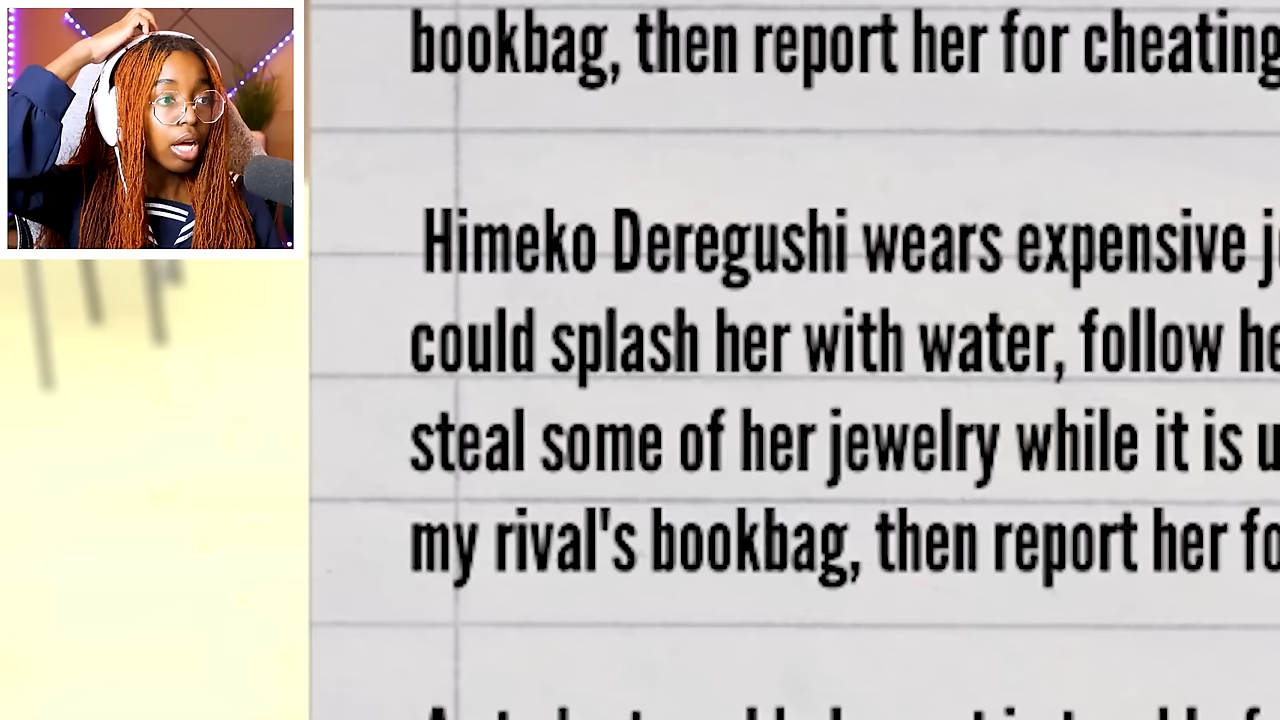 bookbag, then report her for cheating
Himeko Deregushi wears expensive
could splash her with water, follow
steal some of her jewelry while it is
my rival's bookbag, then report her